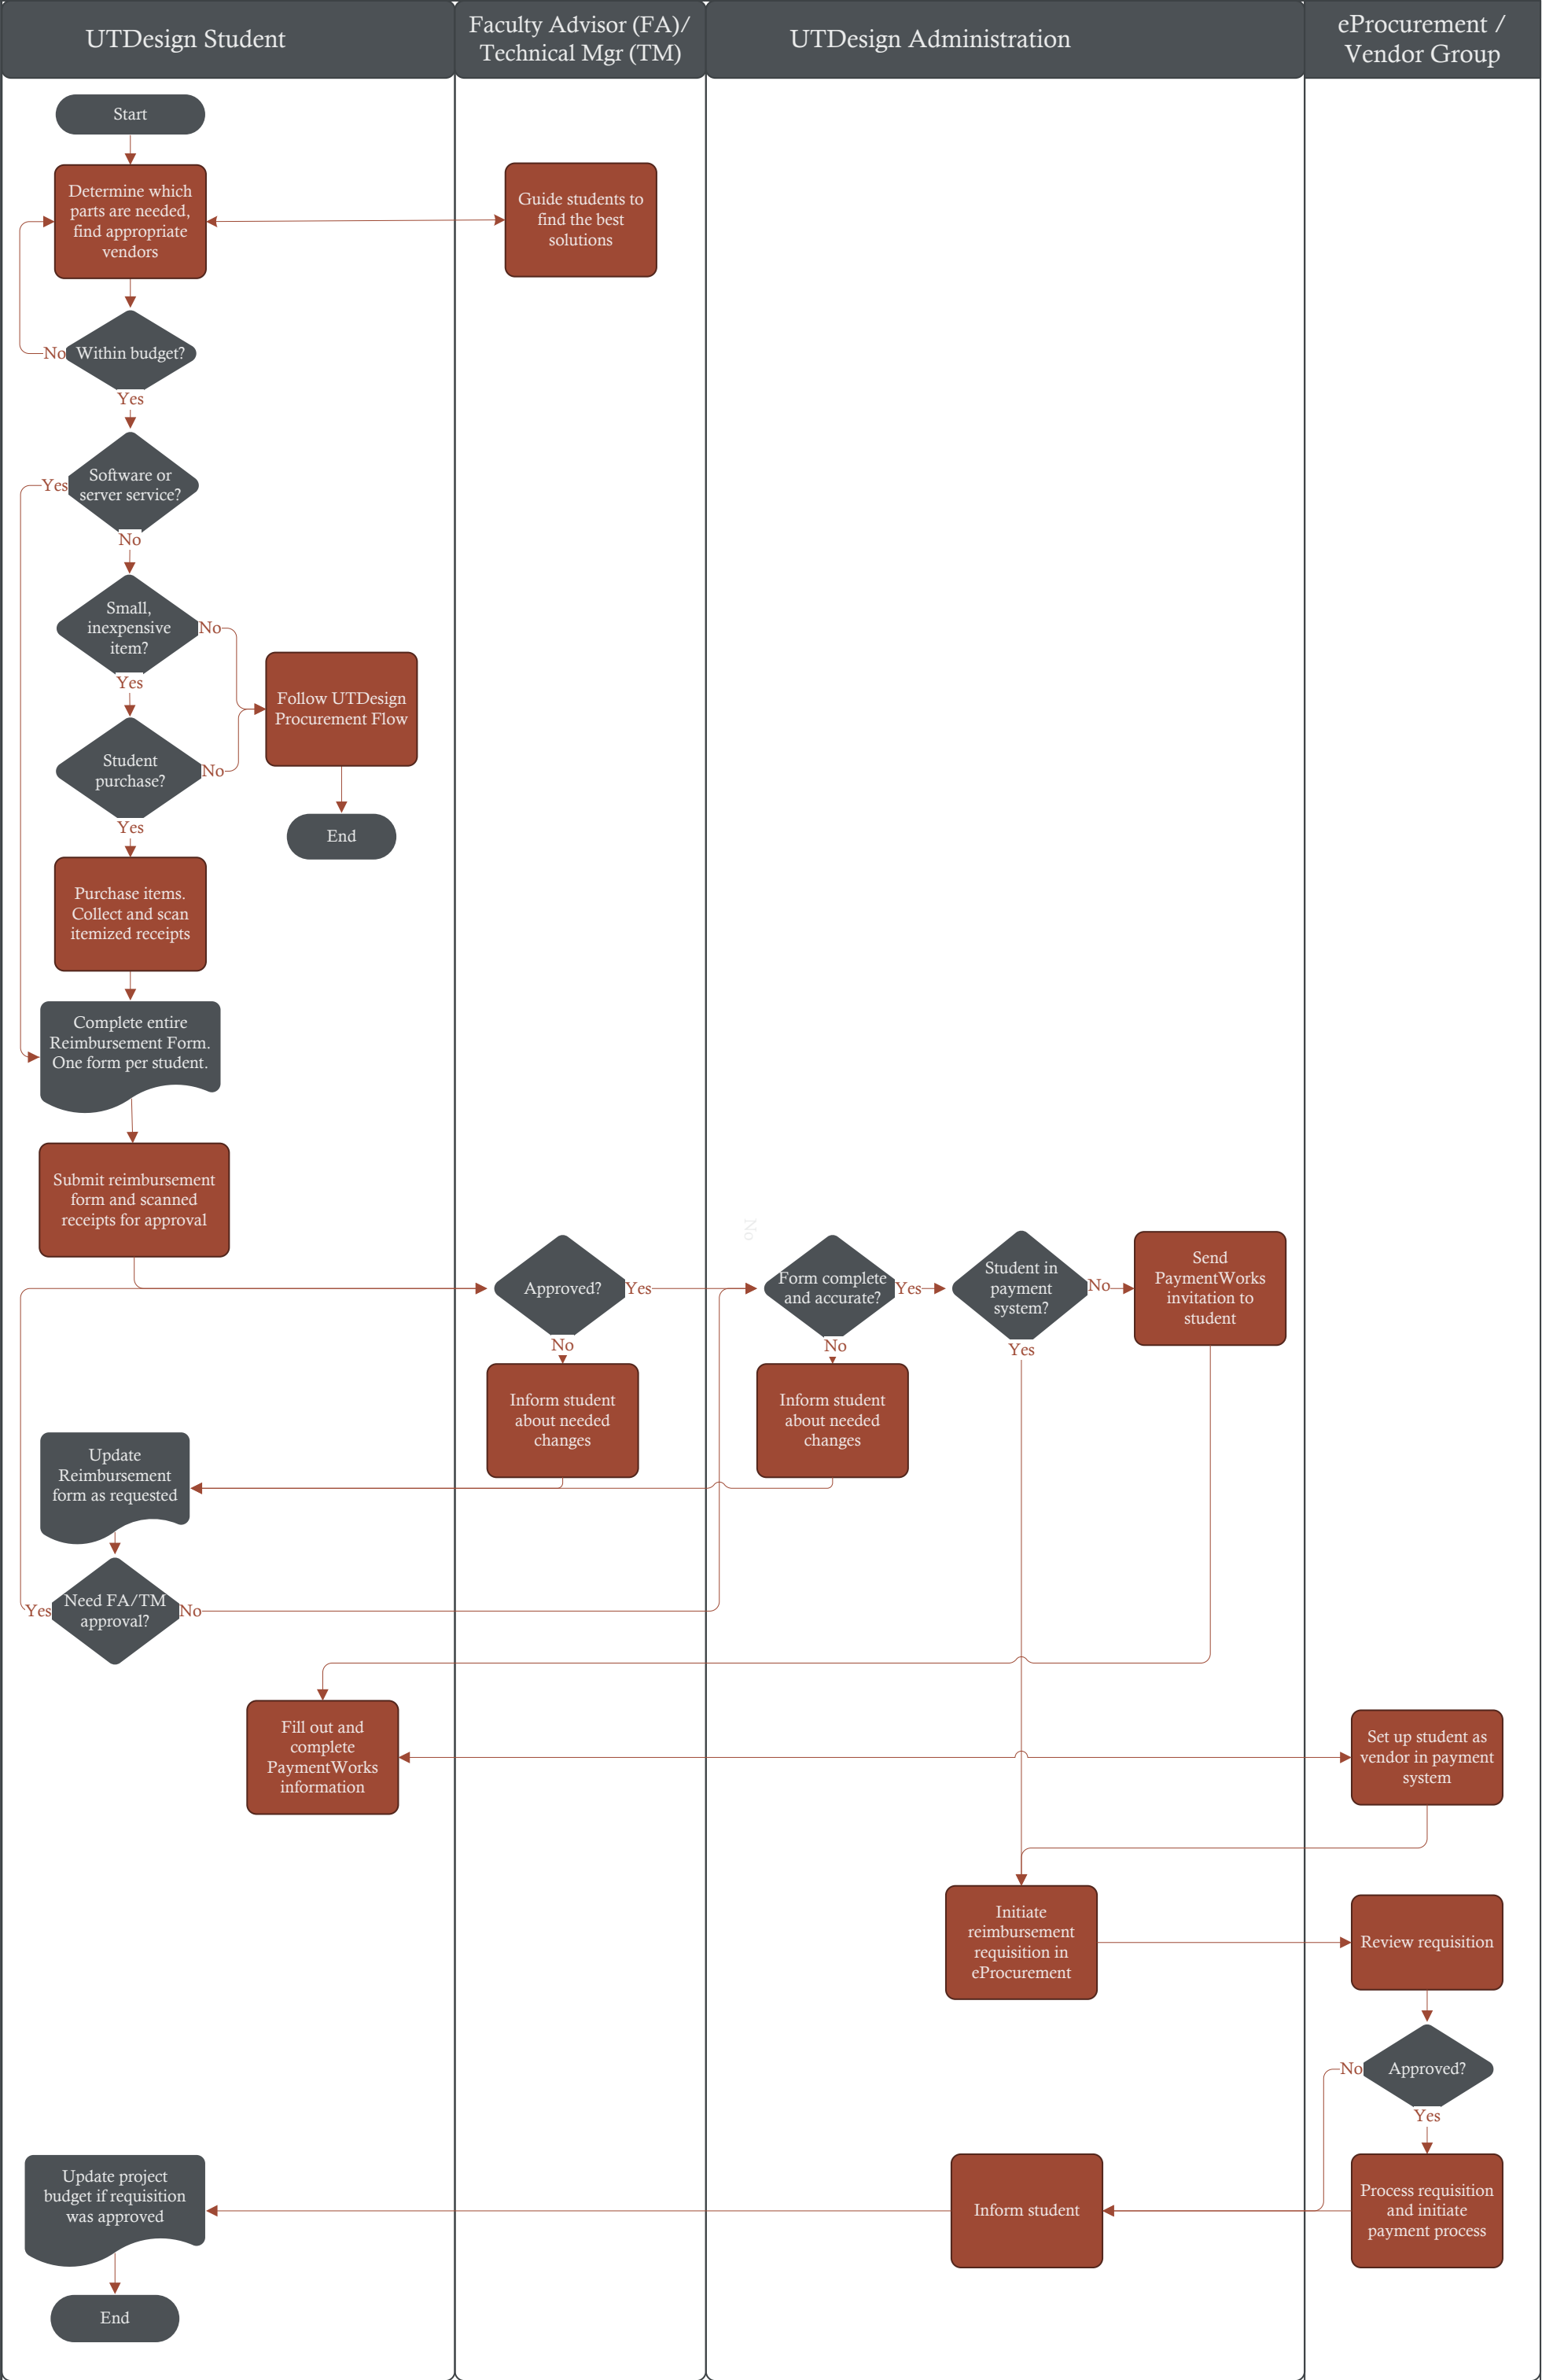 UTDesign Student
Faculty Advisor (FA)/
Technical Mgr (TM)
UTDesign Administration
eProcurement /
Vendor Group
Start
Determine which
parts are needed,
find appropriate
vendors
Guide students to
find the best
solutions
No
Within budget?
Yes
Yes
Software or
server service?
No
Small,
inexpensive
item?
No
Yes
Follow UTDesign
Procurement Flow
Student
purchase?
No
Yes
End
Purchase items.
Collect and scan
itemized receipts
Complete entire
Reimbursement Form.
One form per student.
Submit reimbursement
form and scanned
receipts for approval
No
Approved?
Yes
No
Form complete
and accurate?
Yes
No
Student in
payment
system?
No
Yes
Send
PaymentWorks
invitation to
student
Inform student
about needed
changes
Inform student
about needed
changes
Update
Reimbursement
form as requested
Yes
Need FA/TM
approval?
No
Fill out and
complete
PaymentWorks
information
Set up student as
vendor in payment
system
Initiate
reimbursement
requisition in
eProcurement
Review requisition
No
Approved?
Yes
Update project
budget if requisition
was approved
Inform student
Process requisition
and initiate
payment process
End